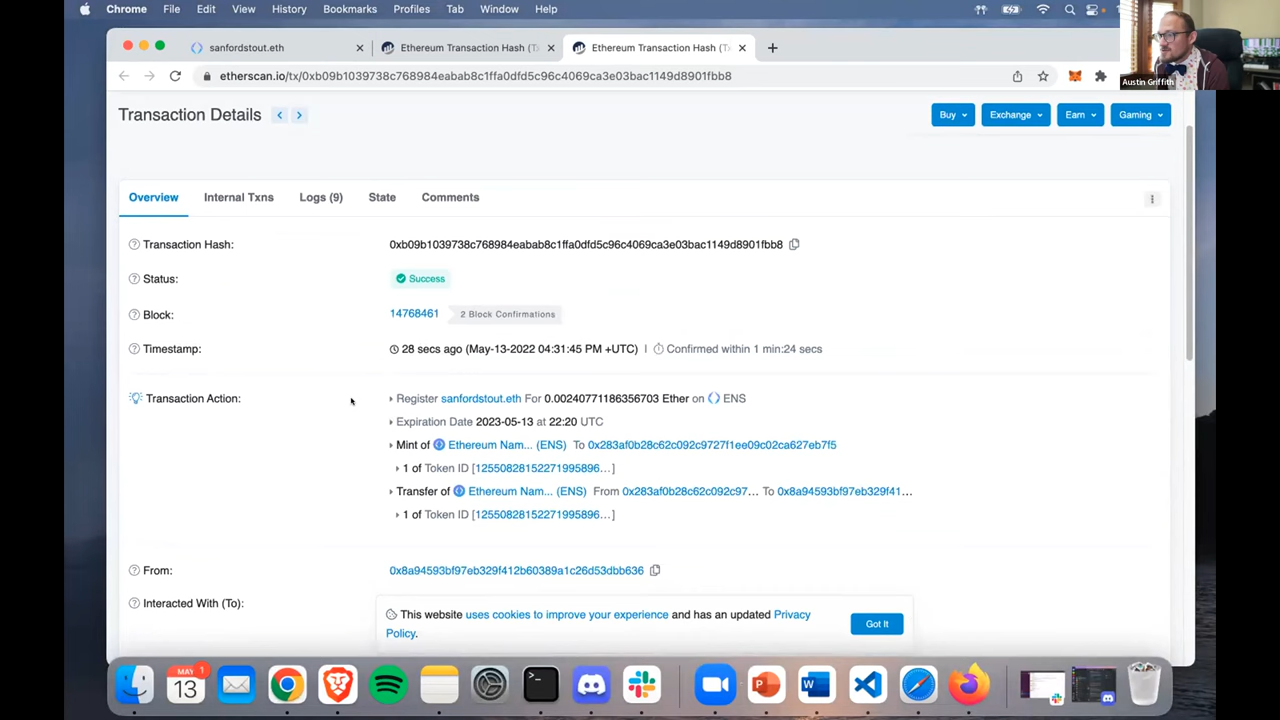 Chrome File Edit View History Bookmarks Profiles Tab Window Help
sanfordstout.eth
Ethereum Transaction Hash (T
Ethereum Transaction Hash (T
etherscan.io/tx/0xb09b1039738c768984eabab8c1ffa0dfd5c96c4069ca3e03bac1149d8901fbb8
Austin Griffith
Transaction Details
Buy
Exchange
Earn
Gaming
Overview
Internal Txns
Logs (9)
State
Comments
Transaction Hash:
0xb09b1039738c768984eabab8c1ffa0dfd5c96c4069ca3e03bac1149d8901fbb8
Status:
Success
Block:
14768461
2 Block Confirmations
Timestamp:
28 secs ago (May-13-2022 04:31:45 PM +UTC) | Confirmed within 1 min:24 secs
Transaction Action:
Register sanfordstout.eth For 0.00240771186356703 Ether on ENS
Expiration Date 2023-05-13 at 22:20 UTC
Mint of Ethereum Nam... (ENS) To 0x283af0b28c62c092c9727f1ee09c02ca627eb7f5
1 of Token ID [12550828152271995896...]
Transfer of Ethereum Nam... (ENS) From 0x283af0b28c62c092c97... To 0x8a94593bf97eb329f41...
1 of Token ID [12550828152271995896...]
From:
0x8a94593bf97eb329f412b60389a1c26d53dbb636
Interacted With (To):
This website uses cookies to improve your experience and has an updated Privacy
Policy.
Got It
MAY
13
1